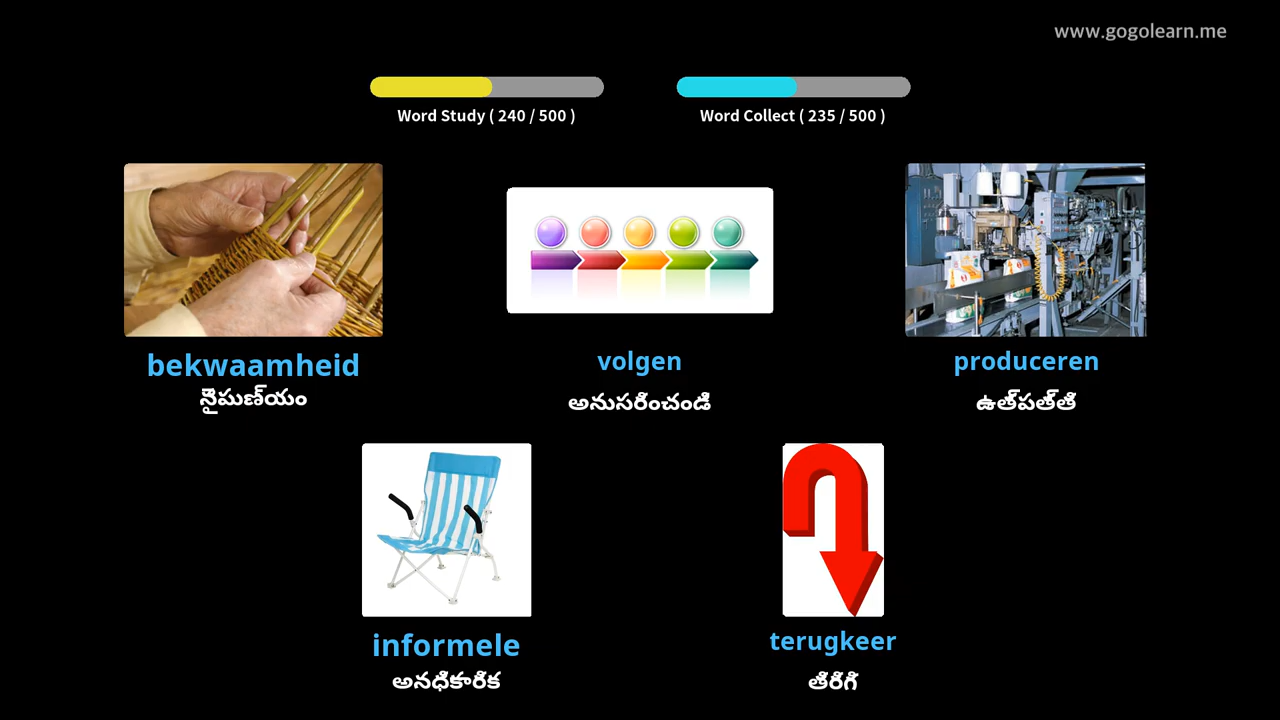 www.gogolearn.me
Word Study ( 240 / 500 )
Word Collect ( 235 / 500 )
bekwaamheid
నైపుణ్యం
volgen
అనుసరించండి
produceren
ఉత్పత్తి
informele
అనధికారిక
terugkeer
తిరిగి